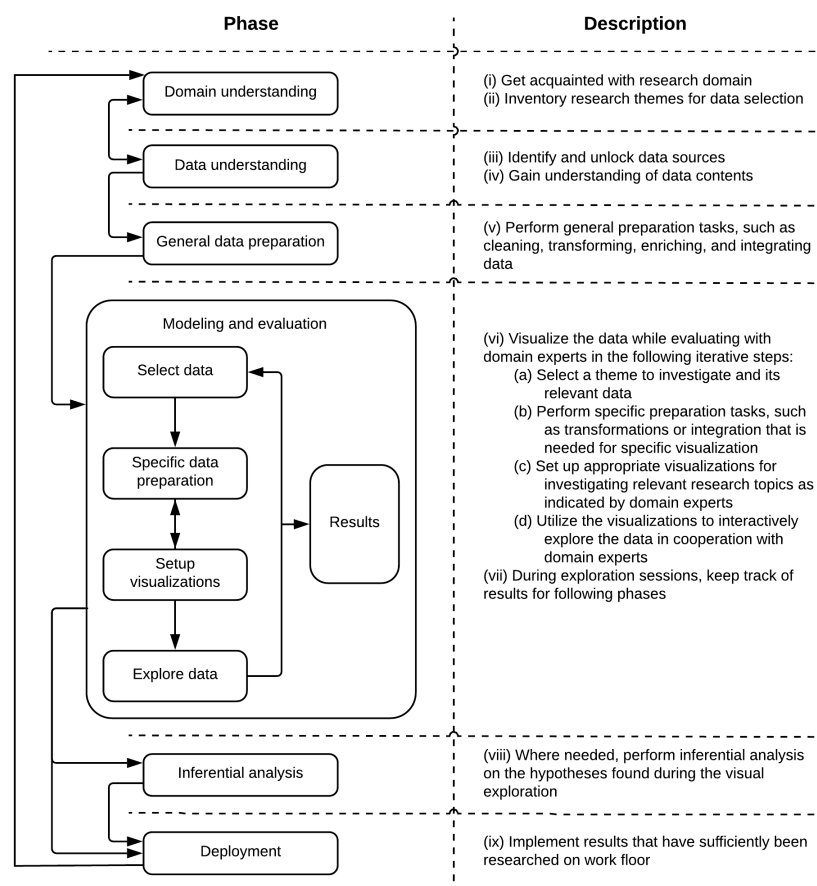 Phase
Description
Domain understanding
(i) Get acquainted with research domain
(ii) Inventory research themes for data selection
Data understanding
(iii) Identify and unlock data sources
(iv) Gain understanding of data contents
General data preparation
(v) Perform general preparation tasks, such as
cleaning, transforming, enriching, and integrating
data
Modeling and evaluation
Select data
Specific data
preparation
Setup
visualizations
Explore data
Results
(vi) Visualize the data while evaluating with
domain experts in the following iterative steps:
(a) Select a theme to investigate and its
relevant data
(b) Perform specific preparation tasks, such
as transformations or integration that is
needed for specific visualization
(c) Set up appropriate visualizations for
investigating relevant research topics as
indicated by domain experts
(d) Utilize the visualizations to interactively
explore the data in cooperation with
domain experts
(vii) During exploration sessions, keep track of
results for following phases
Inferential analysis
(viii) Where needed, perform inferential analysis
on the hypotheses found during the visual
exploration
Deployment
(ix) Implement results that have sufficiently been
researched on work floor